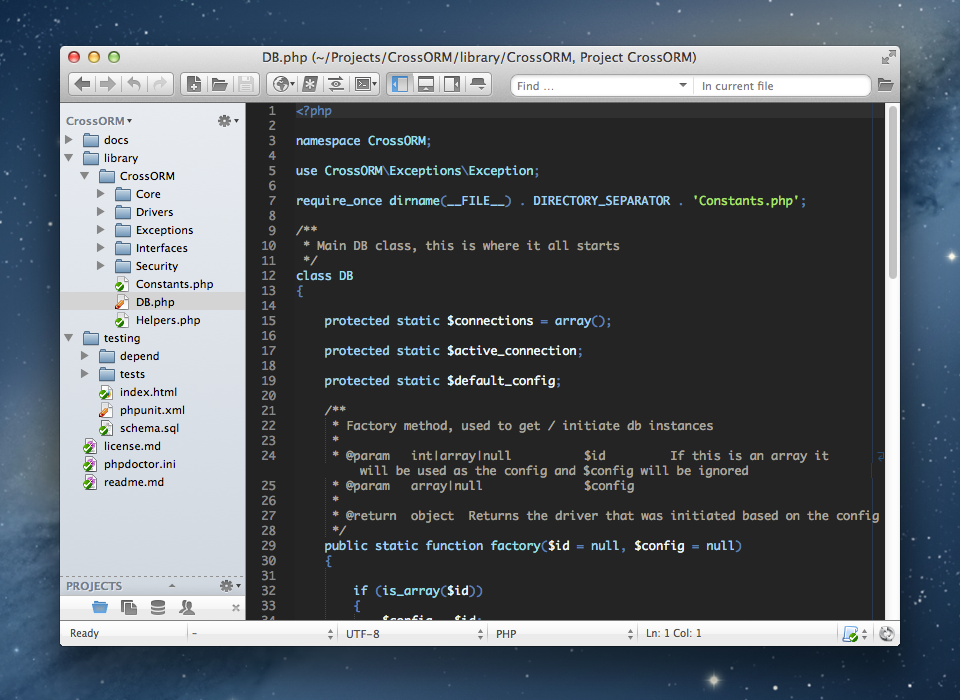 DB.php (~/Projects/CrossORM/library/CrossORM, Project CrossORM)
Find ...
In current file
CrossORM
docs
library
CrossORM
Core
Drivers
Exceptions
Interfaces
Security
Constants.php
DB.php
Helpers.php
testing
depend
tests
index.html
phpunit.xml
schema.sql
license.md
phpdoctor.ini
readme.md
PROJECTS
1 <?php
2
3 namespace CrossORM;
4
5 use CrossORM\Exceptions\Exception;
6
7 require_once dirname(__FILE__) . DIRECTORY_SEPARATOR . 'Constants.php';
8
9 /**
10 * Main DB class, this is where it all starts
11 */
12 class DB
13 {
14
15 protected static $connections = array();
16
17 protected static $active_connection;
18
19 protected static $default_config;
20
21 /**
22 * Factory method, used to get / initiate db instances
23 *
24 * @param int|array|null $id If this is an array it
will be used as the config and $config will be ignored
25 * @param array|null $config
26 *
27 * @return object Returns the driver that was initiated based on the config
28 */
29 public static function factory($id = null, $config = null)
30 {
31
32 if (is_array($id))
33 {
34 $config = $id;
Ready
-
UTF-8
PHP
Ln: 1 Col: 1